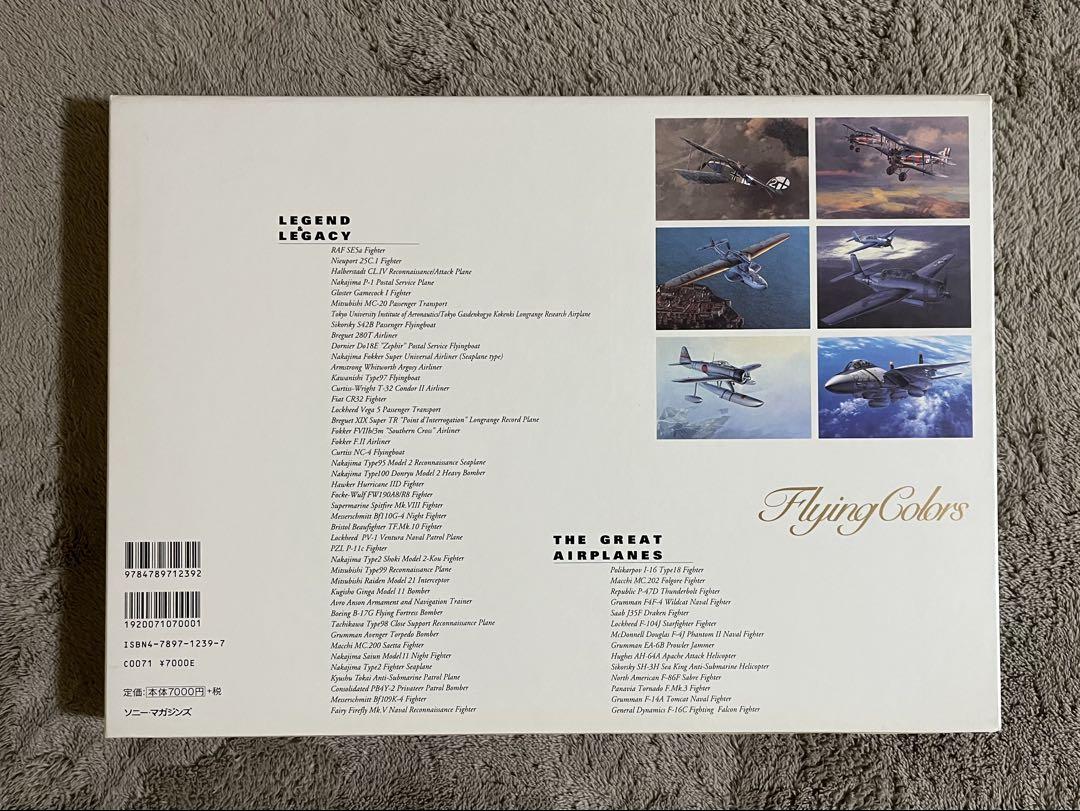 LEGEND
&
LEGACY
RAF SE5a Fighter
Nieuport 25C.1 Fighter
Halberstadt CL.IV Reconnaissance/Attack Plane
Nakajima P-1 Postal Service Plane
Gloster Gamecock I Fighter
Mitsubishi MC-20 Passenger Transport
Tokyo University Institute of Aeronautics/Tokyo Gasdenkogyo Kokenki Longrange Research Airplane
Sikorsky S42B Passenger Flyingboat
Breguet 280T Airliner
Dornier Do18E "Zephir" Postal Service Flyingboat
Nakajima Fokker Super Universal Airliner (Seaplane type)
Armstrong Whitworth Argosy Airliner
Kawanishi Type97 Flyingboat
Curtiss-Wright T-32 Condor II Airliner
Fiat CR32 Fighter
Lockheed Vega 5 Passenger Transport
Breguet XIX Super TR "Point d'Interrogation" Longrange Record Plane
Fokker FVIIb/3m "Southern Cross" Airliner
Fokker F.II Airliner
Curtiss NC-4 Flyingboat
Nakajima Type95 Model 2 Reconnaissance Seaplane
Nakajima Type100 Donryu Model 2 Heavy Bomber
Hawker Hurricane IID Fighter
Focke-Wulf FW190A8/R8 Fighter
Supermarine Spitfire Mk.VIII Fighter
Messerschmitt Bf110G-4 Night Fighter
Bristol Beaufighter TF.Mk.10 Fighter
Lockheed PV-1 Ventura Naval Patrol Plane
PZL P-11c Fighter
Nakajima Type2 Shoki Model 2-Kou Fighter
Mitsubishi Type99 Reconnaissance Plane
Mitsubishi Raiden Model 21 Interceptor
Kugisho Ginga Model 11 Bomber
Avro Anson Armament and Navigation Trainer
Boeing B-17G Flying Fortress Bomber
Tachikawa Type98 Close Support Reconnaissance Plane
Grumman Avenger Torpedo Bomber
Macchi MC.200 Saetta Fighter
Nakajima Saiun Model11 Night Fighter
Nakajima Type2 Fighter Seaplane
Kyushu Tokai Anti-Submarine Patrol Plane
Consolidated PB4Y-2 Privateer Patrol Bomber
Messerschmitt Bf109K-4 Fighter
Fairy Firefly Mk.V Naval Reconnaissance Fighter
Flying Colors
THE GREAT
AIRPLANES
Polikarpov I-16 Type18 Fighter
Macchi MC.202 Folgore Fighter
Republic P-47D Thunderbolt Fighter
Grumman F4F-4 Wildcat Naval Fighter
Saab J35F Draken Fighter
Lockheed F-104J Starfighter Fighter
McDonnell Douglas F-4J Phantom II Naval Fighter
Grumman EA-6B Prowler Jammer
Hughes AH-64A Apache Attack Helicopter
Sikorsky SH-3H Sea King Anti-Submarine Helicopter
North American F-86F Sabre Fighter
Panavia Tornado F.Mk.3 Fighter
Grumman F-14A Tomcat Naval Fighter
General Dynamics F-16C Fighting Falcon Fighter
9784789712392
1920071070001
ISBN4-7897-1239-7
C0071 ¥7000E
定価:本体7000円+税
ソニー・マガジンズ
2